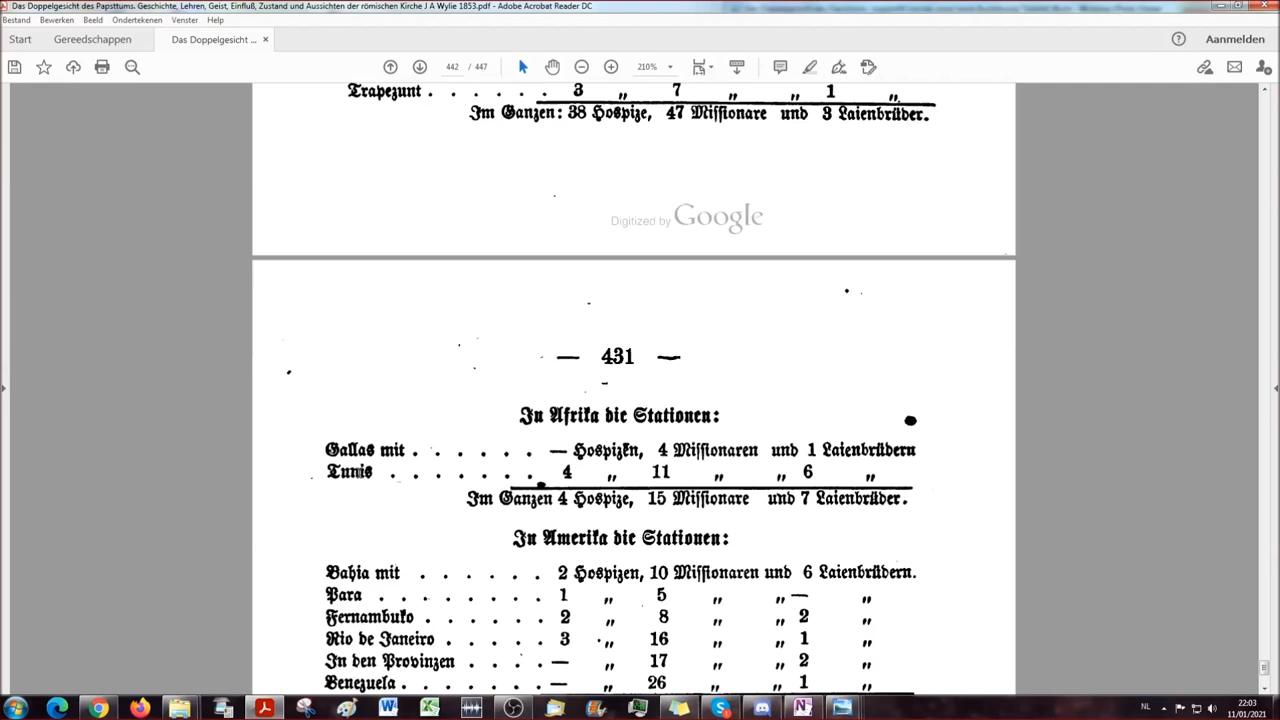 Das Doppelgesicht des Papsttums. Geschichte, Lehren, Geist, Einfluß, Zustand und Aussichten der römischen Kirche J A Wylie 1853.pdf - Adobe Acrobat Reader DC
Bestand Bewerken Beeld Ondertekenen Venster Help
Start Gereedschappen Das Doppelgesicht ... × Aanmelden
442 / 447 210%
Trapezunt . . . . . . 3 „ 7 „ „ 1 „
Im Ganzen: 38 Hospize, 47 Missionare und 3 Laienbrüder.
Digitized by Google
— 431 —
In Afrika die Stationen:
Gallas mit . . . . . . — Hospizen, 4 Missionaren und 1 Laienbrüdern
Tunis . . . . . . . 4 „ 11 „ „ 6 „
Im Ganzen 4 Hospize, 15 Missionare und 7 Laienbrüder.
In Amerika die Stationen:
Bahia mit . . . . . . 2 Hospizen, 10 Missionaren und 6 Laienbrüdern.
Para . . . . . . . . 1 „ 5 „ „ — „
Fernambuko . . . . . . 2 „ 8 „ „ 2 „
Rio de Janeiro . . . . . 3 „ 16 „ „ 1 „
In den Provinzen . . . . — „ 17 „ „ 2 „
Venezuela . . . . . . . — „ 26 „ „ 1 „
NL 22:03
11/01/2021